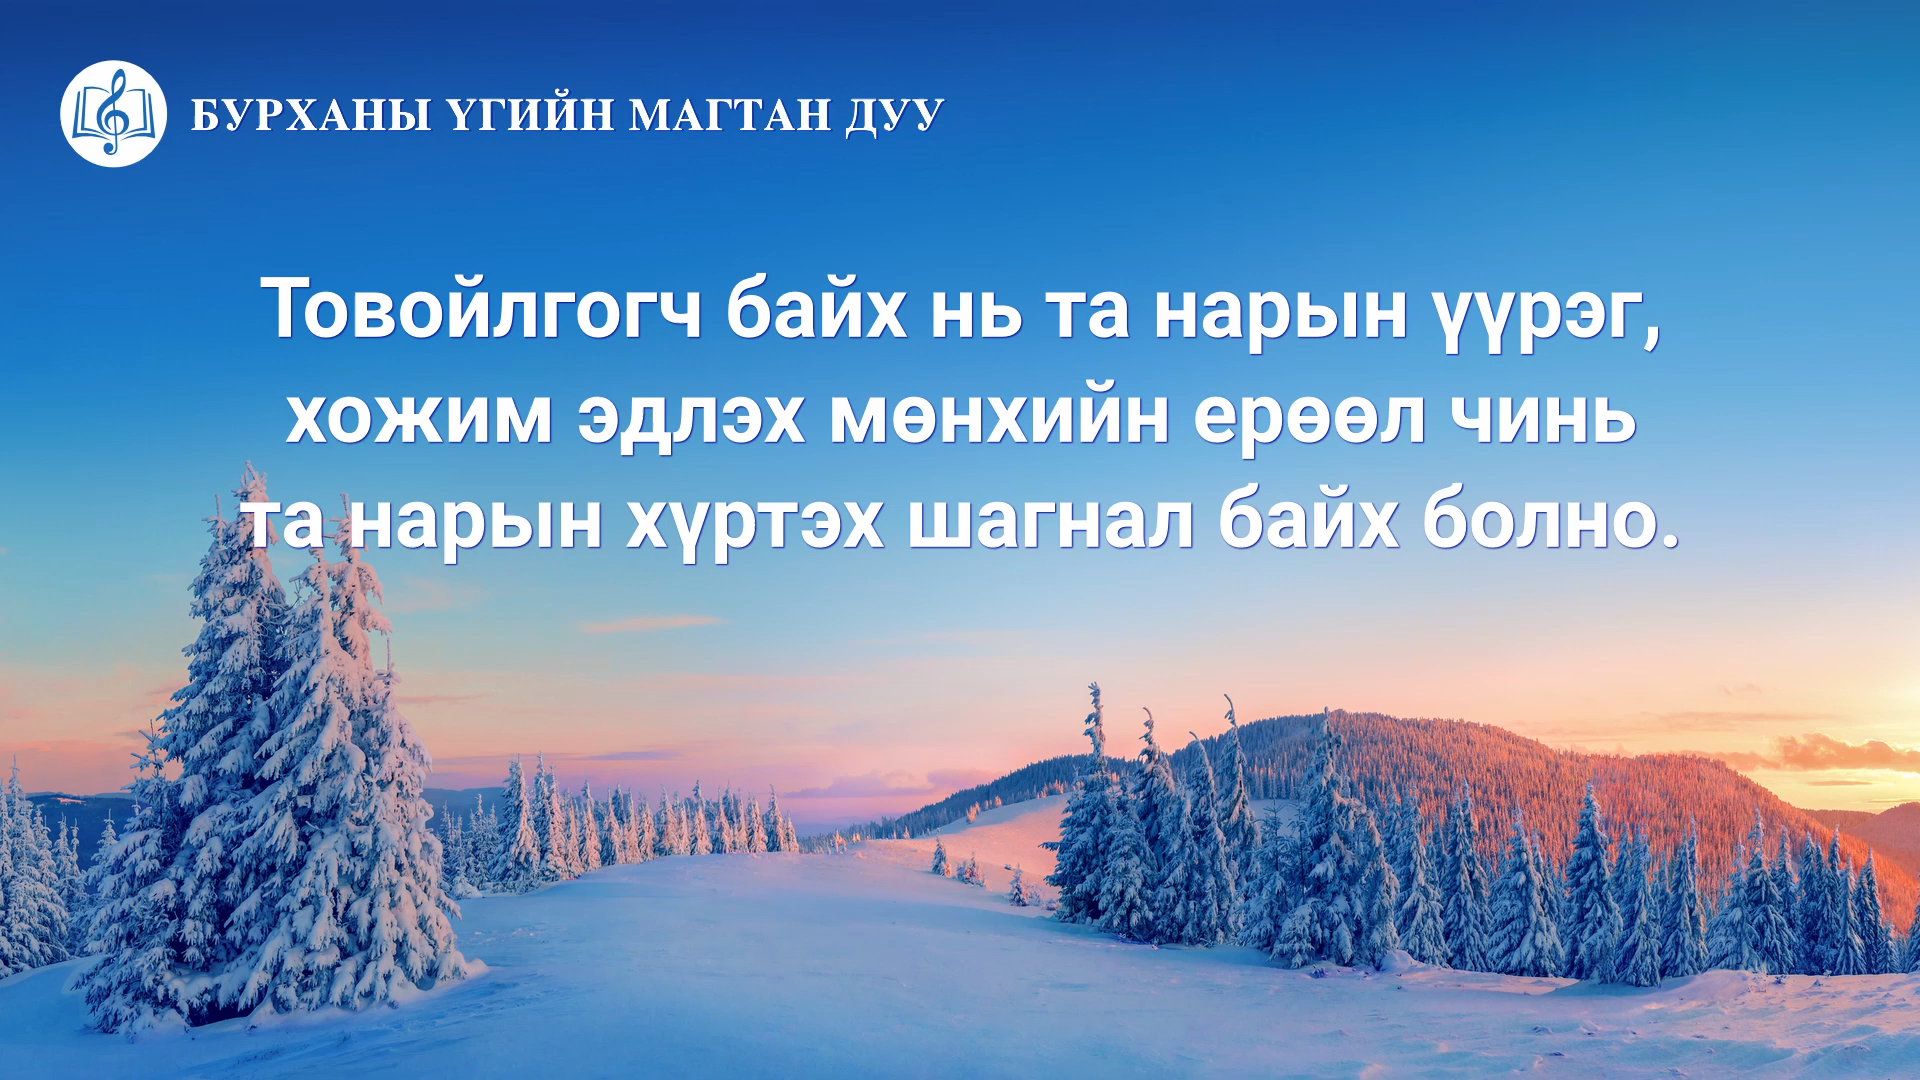 БУРХАНЫ ҮГИЙН МАГТАН ДУУ
Товойлгогч байх нь та нарын үүрэг,
хожим эдлэх мөнхийн ерөөл чинь
та нарын хүртэх шагнал байх болно.